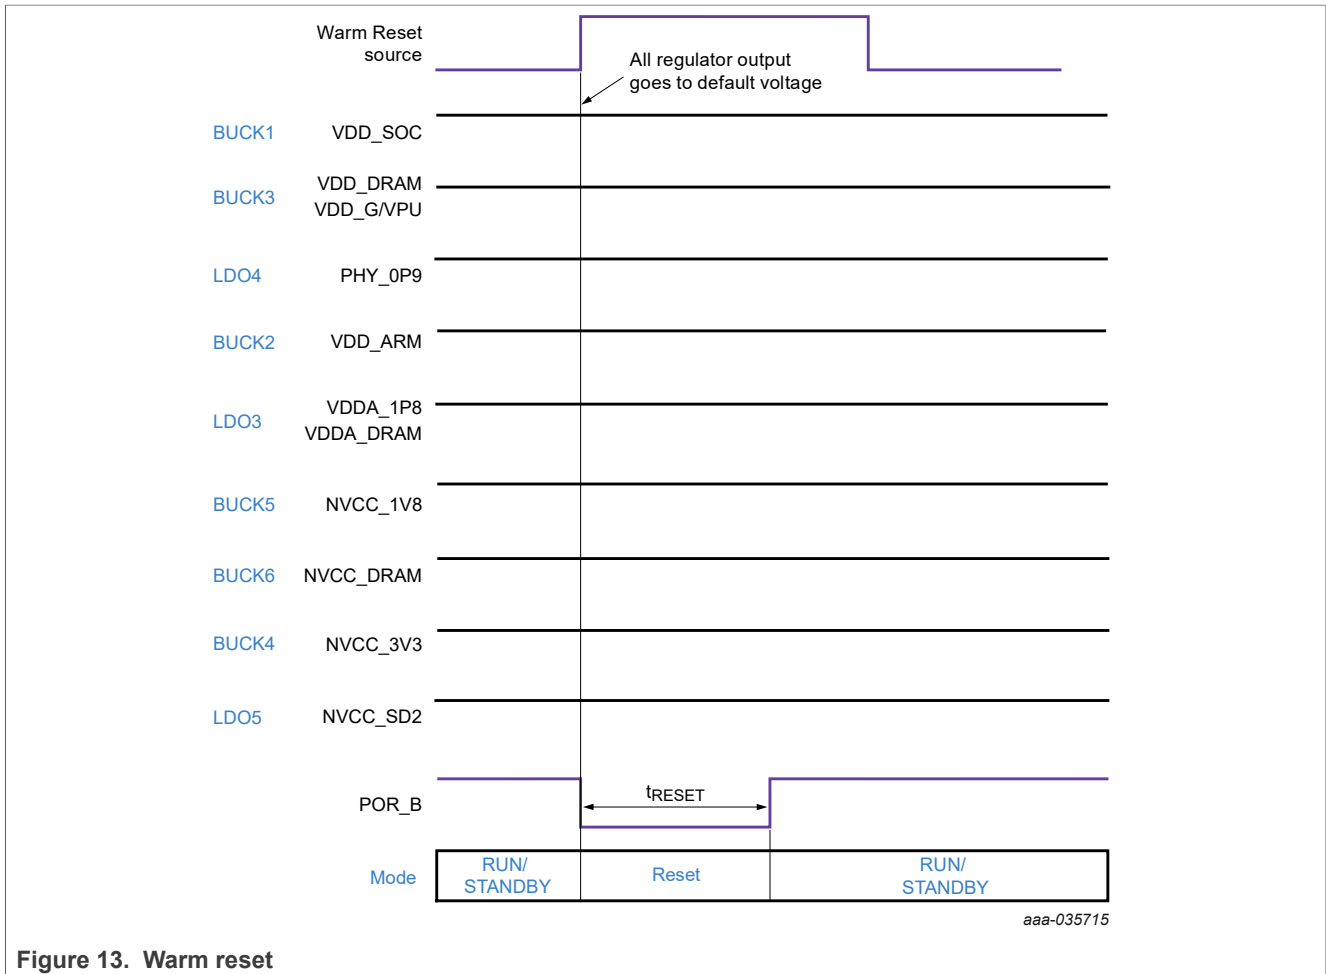 Warm Reset
source
All regulator output
goes to default voltage
BUCK1 VDD_SOC
BUCK3 VDD_DRAM
VDD_G/VPU
LDO4 PHY_0P9
BUCK2 VDD_ARM
LDO3 VDDA_1P8
VDDA_DRAM
BUCK5 NVCC_1V8
BUCK6 NVCC_DRAM
BUCK4 NVCC_3V3
LDO5 NVCC_SD2
POR_B tRESET
Mode RUN/
STANDBY Reset RUN/
STANDBY
aaa-035715
Figure 13. Warm reset